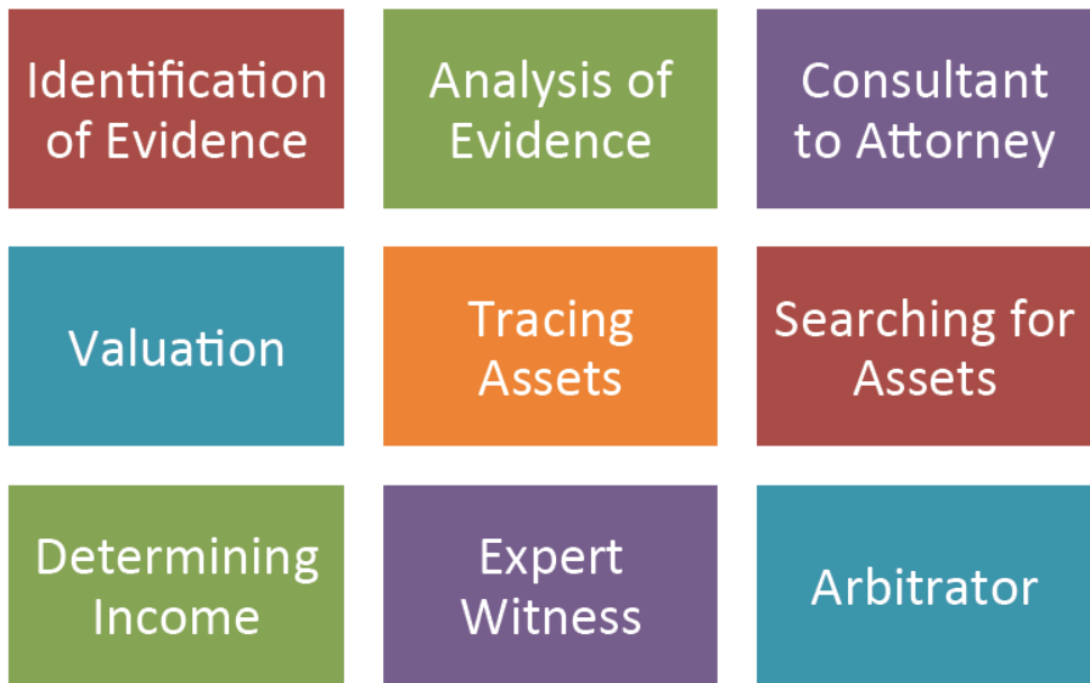 Identification
of Evidence
Analysis of
Evidence
Consultant
to Attorney
Valuation
Tracing
Assets
Searching for
Assets
Determining
Income
Expert
Witness
Arbitrator